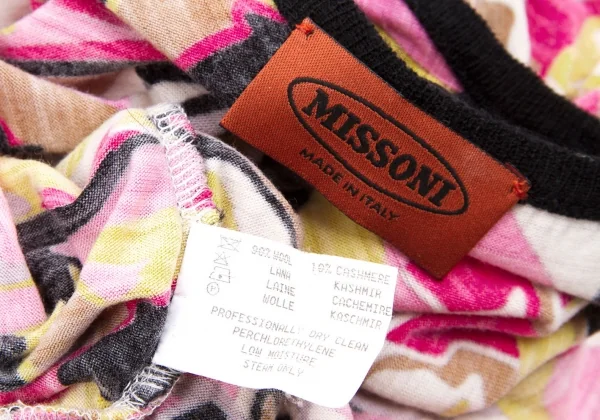 MISSONI
MADE IN ITALY
90% WOOL 10% CASHMERE
LANA KASHMIR
LAINE CACHEMIRE
WOLLE KASCHMIR
PROFESSIONALLY DRY CLEAN
PERCHLORETHYLENE
LOW MOISTURE
STEAM ONLY